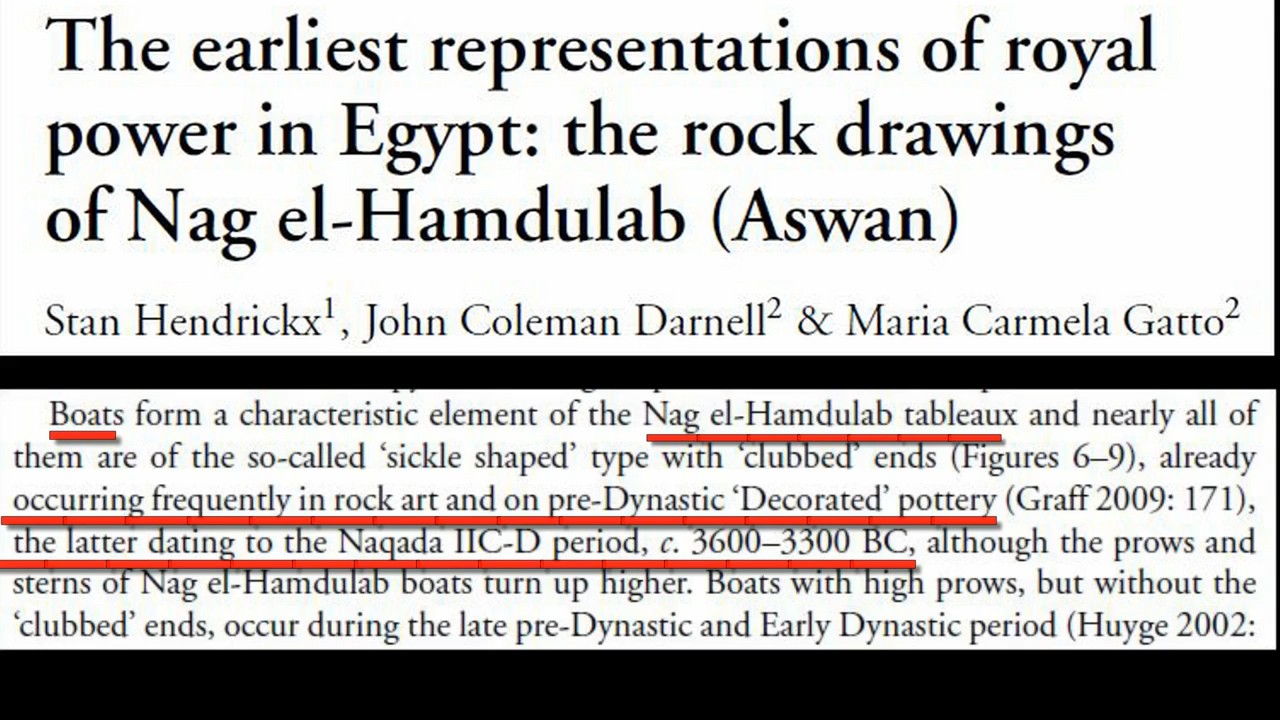 The earliest representations of royal
power in Egypt: the rock drawings
of Nag el-Hamdulab (Aswan)
Stan Hendrickx¹, John Coleman Darnell² & Maria Carmela Gatto²
Boats form a characteristic element of the Nag el-Hamdulab tableaux and nearly all of
them are of the so-called ‘sickle shaped’ type with ‘clubbed’ ends (Figures 6–9), already
occurring frequently in rock art and on pre-Dynastic ‘Decorated’ pottery (Graff 2009: 171),
the latter dating to the Naqada IIC-D period, c. 3600–3300 BC, although the prows and
sterns of Nag el-Hamdulab boats turn up higher. Boats with high prows, but without the
‘clubbed’ ends, occur during the late pre-Dynastic and Early Dynastic period (Huyge 2002: